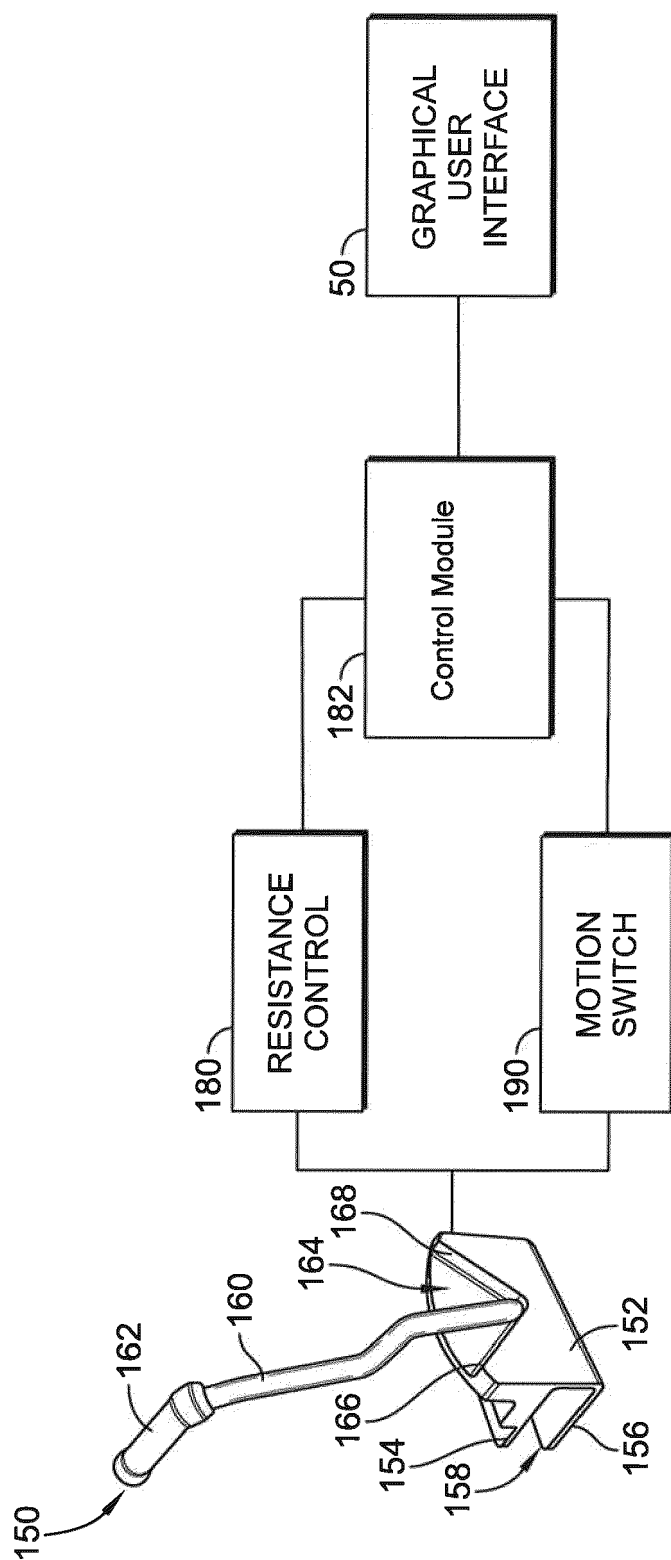 150
162
160
164
168
166
154
158
156
152
180
RESISTANCE
CONTROL
190
MOTION
SWITCH
182
Control Module
50
GRAPHICAL
USER
INTERFACE